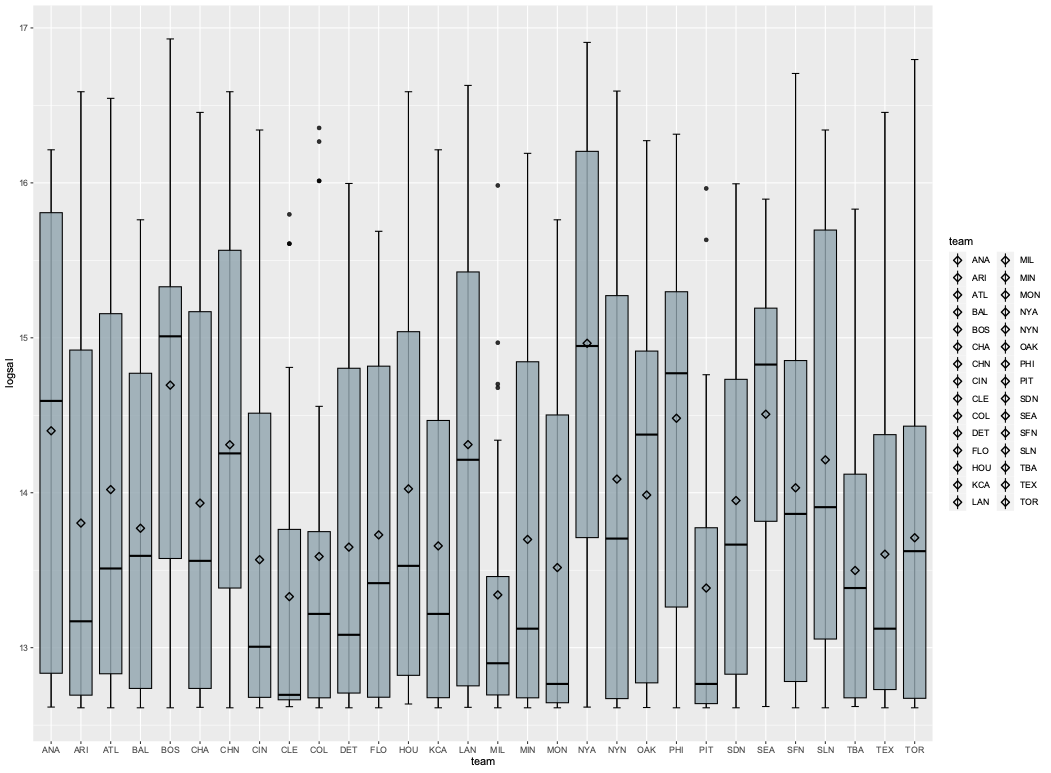 17
16
15
14
13
logsal
ANA ARI ATL BAL BOS CHA CHN CIN CLE COL DET FLO HOU KCA LAN MIL MIN MON NYA NYN OAK PHI PIT SDN SEA SFN SLN TBA TEX TOR
team
team
ANA MIL
ARI MIN
ATL MON
BAL NYA
BOS NYN
CHA OAK
CHN PHI
CIN PIT
CLE SDN
COL SEA
DET SFN
FLO SLN
HOU TBA
KCA TEX
LAN TOR